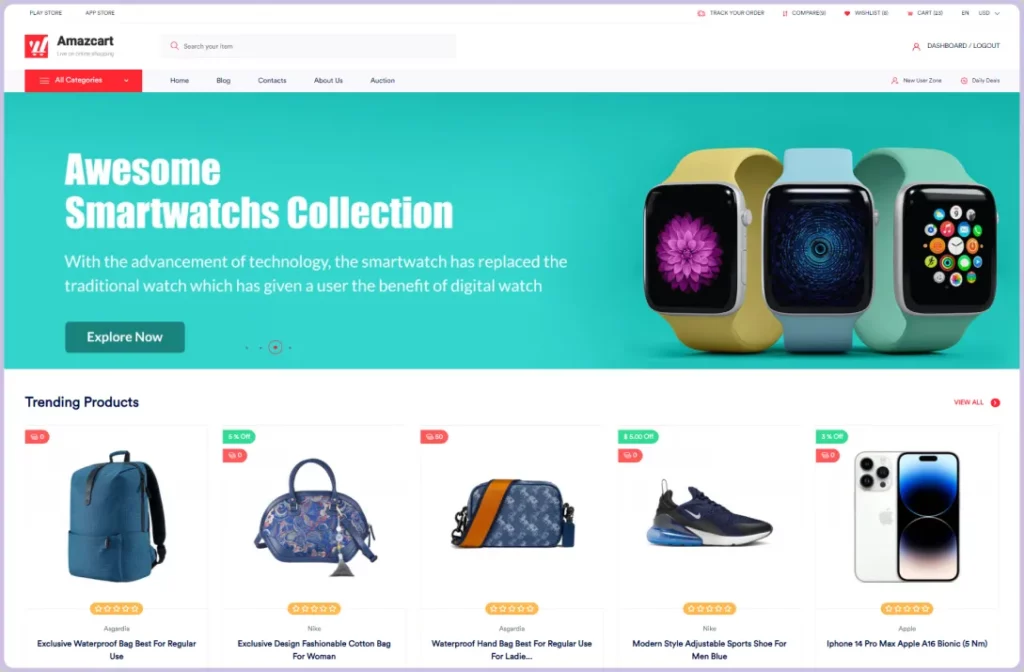 PLAY STORE
APP STORE
TRACK YOUR ORDER
COMPARE(5)
WISHLIST (8)
CART (23)
EN
USD
Amazcart
Live on online shopping
Search your item
DASHBOARD / LOGOUT
All Categories
Home
Blog
Contacts
About Us
Auction
New User Zone
Daily Deals
Awesome
Smartwatchs Collection
With the advancement of technology, the smartwatch has replaced the
traditional watch which has given a user the benefit of digital watch
Explore Now
Trending Products
VIEW ALL
0
5 % Off
0
50
$ 5.00 Off
0
3 % Off
0
Asgardia
Exclusive Waterproof Bag Best For Regular
Use
Nike
Exclusive Design Fashionable Cotton Bag
For Woman
Asgardia
Waterproof Hand Bag Best For Regular Use
For Ladie...
Nike
Modern Style Adjustable Sports Shoe For
Men Blue
Apple
Iphone 14 Pro Max Apple A16 Bionic (5 Nm)